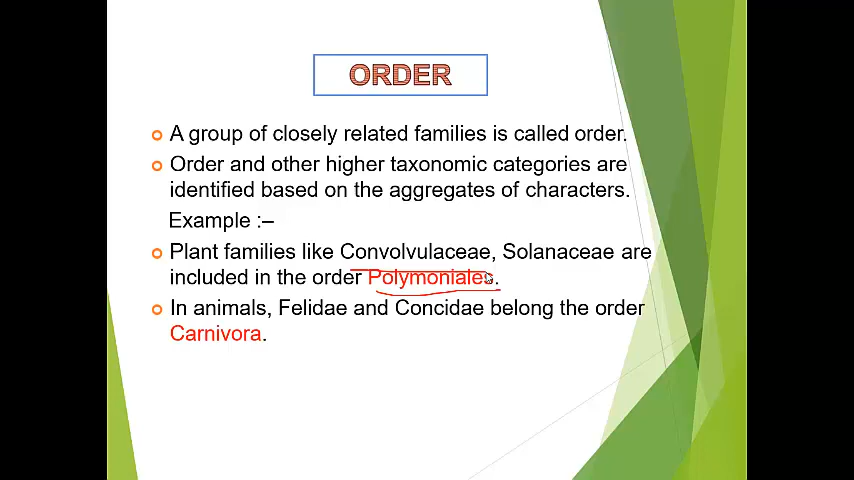 ORDER
A group of closely related families is called order.
Order and other higher taxonomic categories are
identified based on the aggregates of characters.
Example :–
Plant families like Convolvulaceae, Solanaceae are
included in the order Polymoniales.
In animals, Felidae and Concidae belong the order
Carnivora.